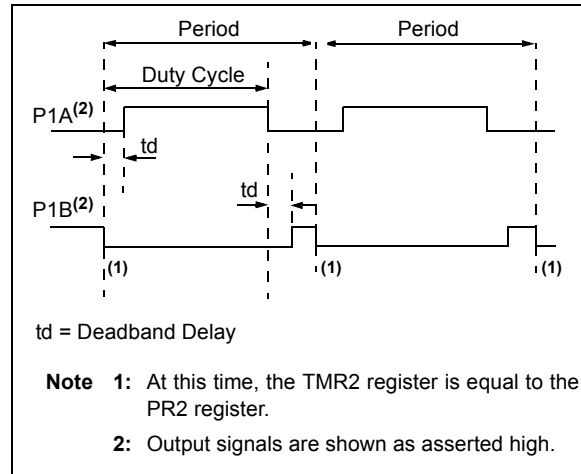 Period Period
Duty Cycle
P1A(2)
td
td
P1B(2)
(1) (1) (1)
td = Deadband Delay
Note 1: At this time, the TMR2 register is equal to the
PR2 register.
2: Output signals are shown as asserted high.